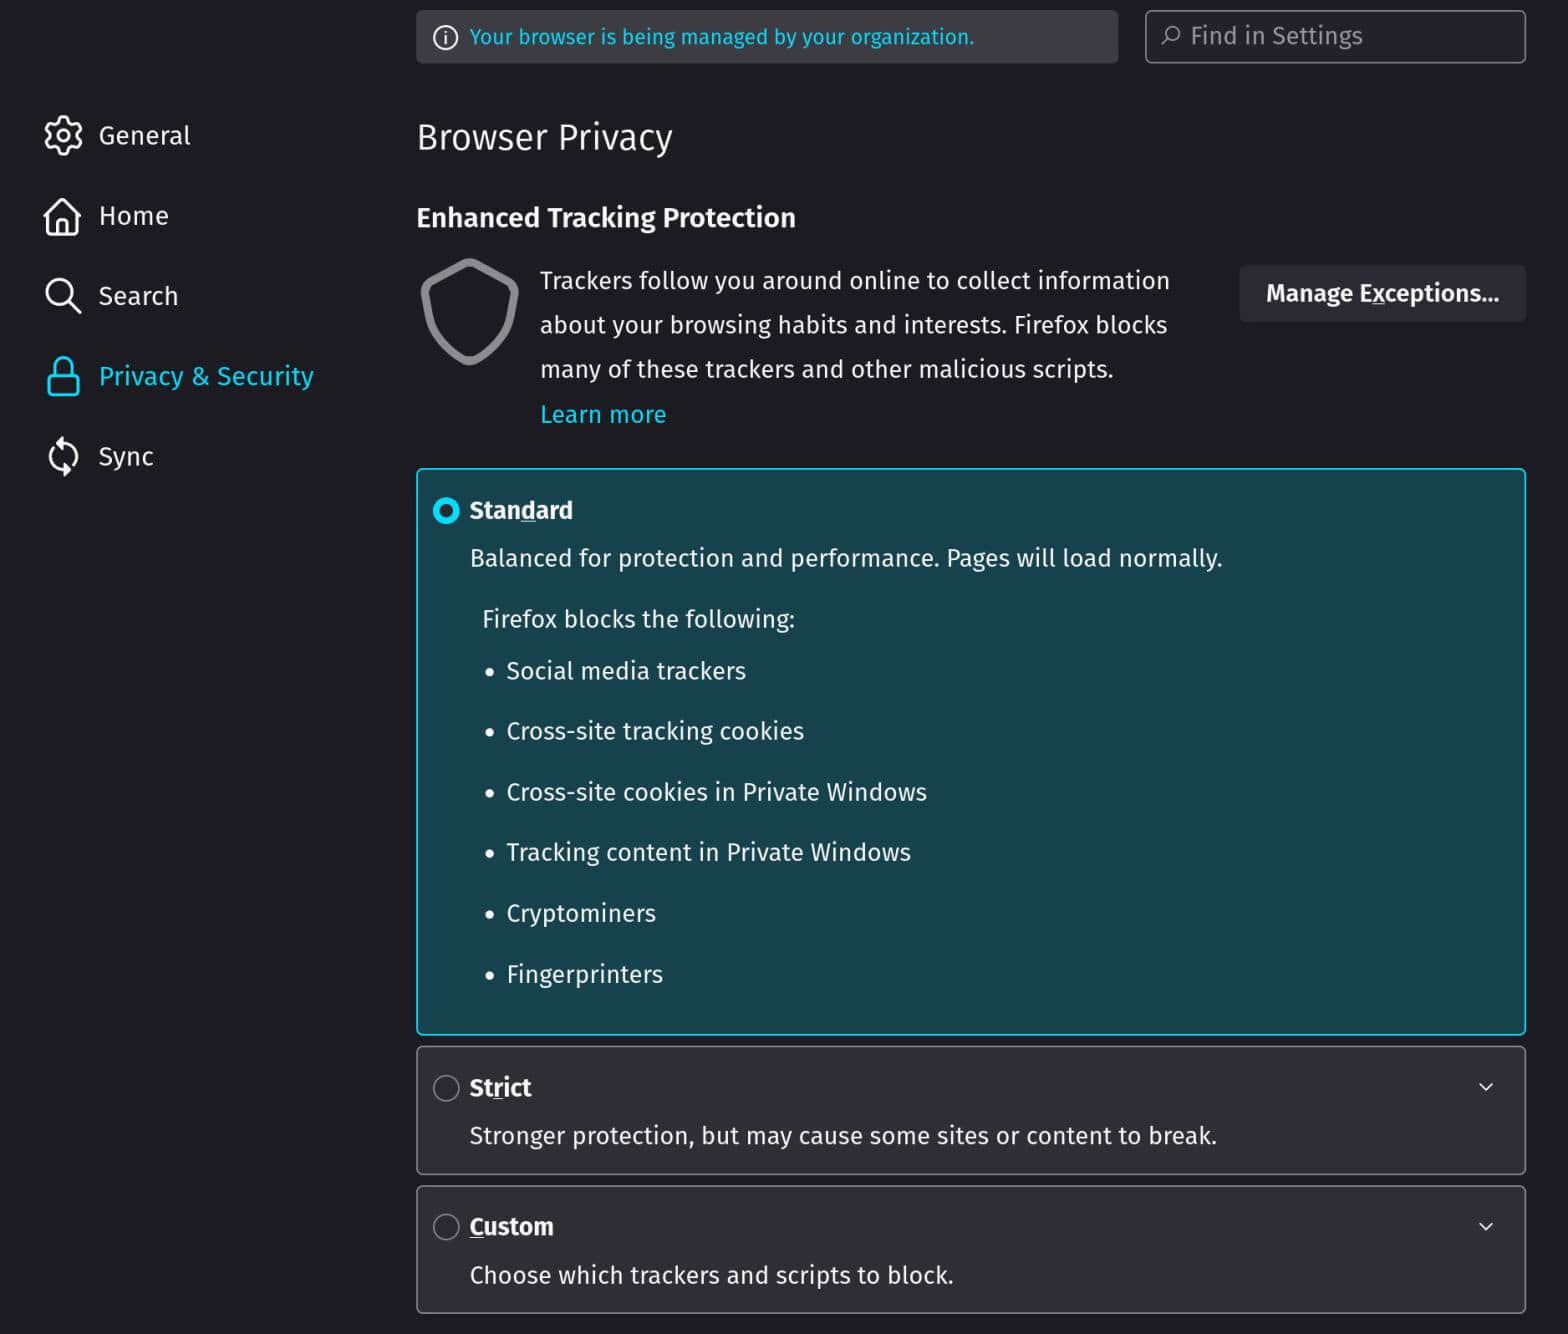 Your browser is being managed by your organization.
Find in Settings
General
Home
Search
Privacy & Security
Sync
Browser Privacy
Enhanced Tracking Protection
Trackers follow you around online to collect information
about your browsing habits and interests. Firefox blocks
many of these trackers and other malicious scripts.
Learn more
Manage Exceptions...
Standard
Balanced for protection and performance. Pages will load normally.
Firefox blocks the following:
• Social media trackers
• Cross-site tracking cookies
• Cross-site cookies in Private Windows
• Tracking content in Private Windows
• Cryptominers
• Fingerprinters
Strict
Stronger protection, but may cause some sites or content to break.
Custom
Choose which trackers and scripts to block.